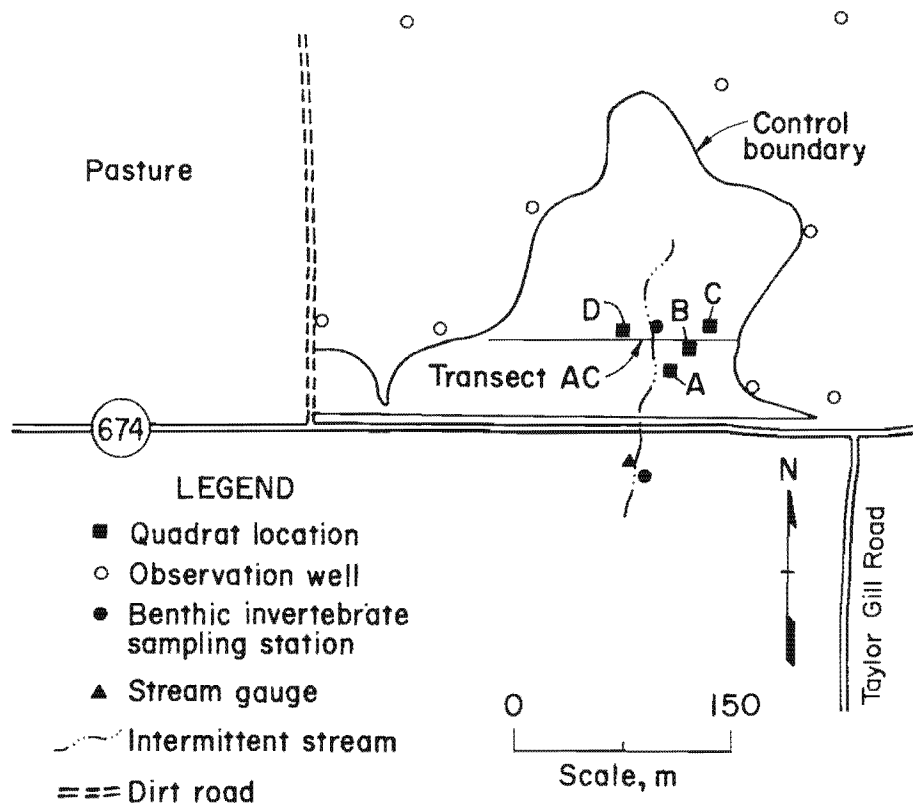 Pasture
Control
boundary
D
B
C
Transect AC
A
674
N
Taylor Gill Road
LEGEND
Quadrat location
Observation well
Benthic invertebrate
sampling station
Stream gauge
Intermittent stream
Dirt road
0 150
Scale, m